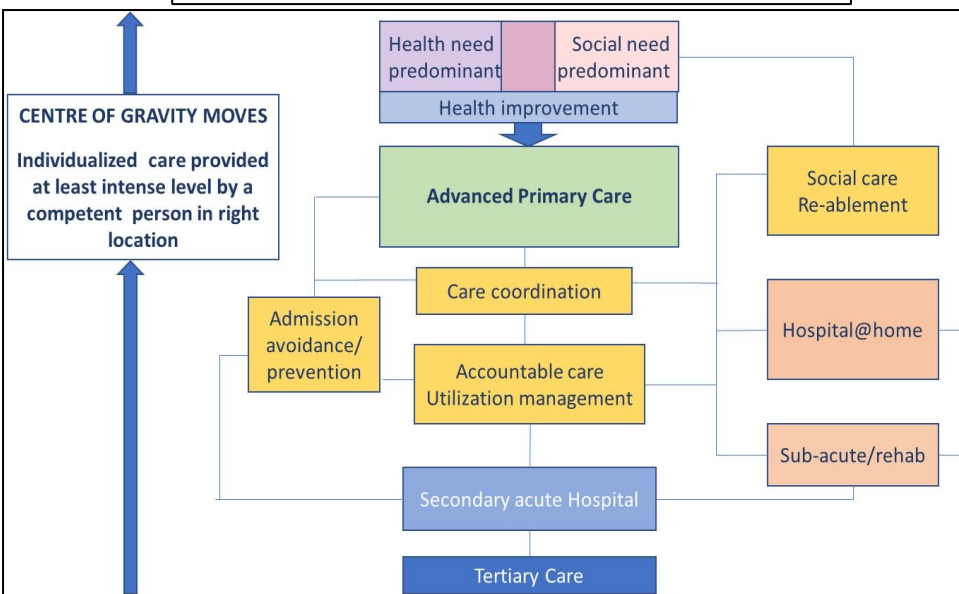 Health need
predominant
Social need
predominant
Health improvement
CENTRE OF GRAVITY MOVES
Individualized care provided
at least intense level by a
competent person in right
location
Advanced Primary Care
Social care
Re-ablement
Care coordination
Admission
avoidance/
prevention
Hospital@home
Accountable care
Utilization management
Sub-acute/rehab
Secondary acute Hospital
Tertiary Care